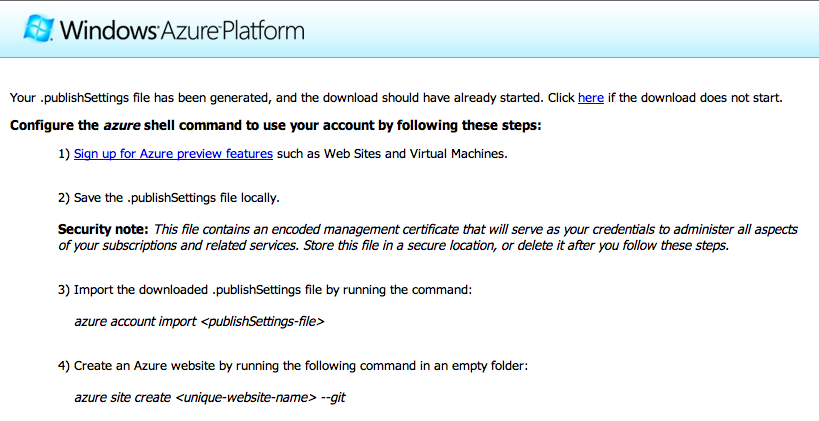 Windows Azure Platform
Your .publishSettings file has been generated, and the download should have already started. Click here if the download does not start.
Configure the azure shell command to use your account by following these steps:
1) Sign up for Azure preview features such as Web Sites and Virtual Machines.
2) Save the .publishSettings file locally.
Security note: This file contains an encoded management certificate that will serve as your credentials to administer all aspects
of your subscriptions and related services. Store this file in a secure location, or delete it after you follow these steps.
3) Import the downloaded .publishSettings file by running the command:
azure account import <publishSettings-file>
4) Create an Azure website by running the following command in an empty folder:
azure site create <unique-website-name> --git